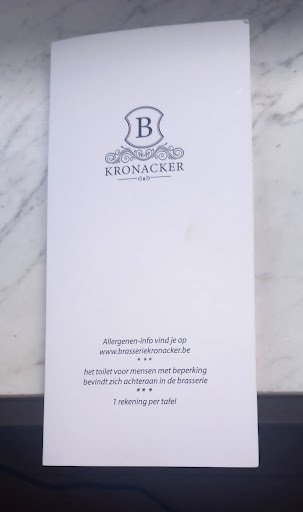 B
KRONACKER
Allergenen-info vind je op
www.brasseriekronacker.be
* * *
het toilet voor mensen met beperking
bevindt zich achteraan in de brasserie
* * *
1 rekening per tafel